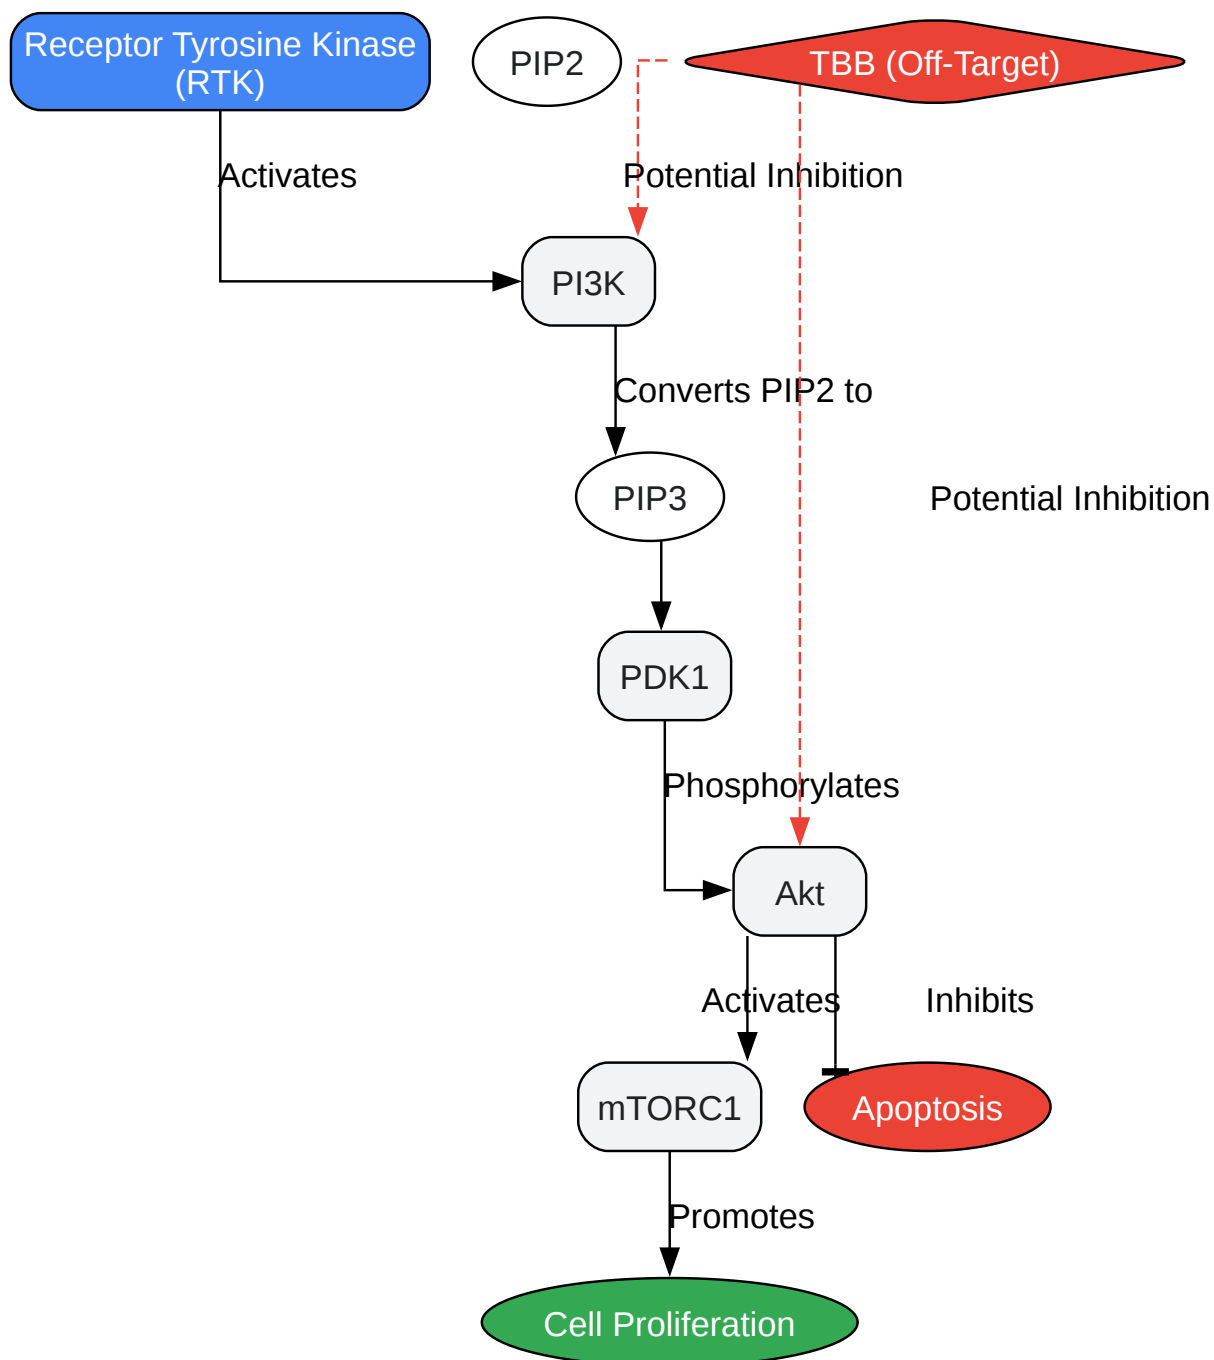 Receptor Tyrosine Kinase
(RTK)
PIP2
TBB (Off-Target)
Activates
Potential Inhibition
PI3K
Converts PIP2 to
PIP3
Potential Inhibition
PDK1
Phosphorylates
Akt
Activates
Inhibits
mTORC1
Apoptosis
Promotes
Cell Proliferation